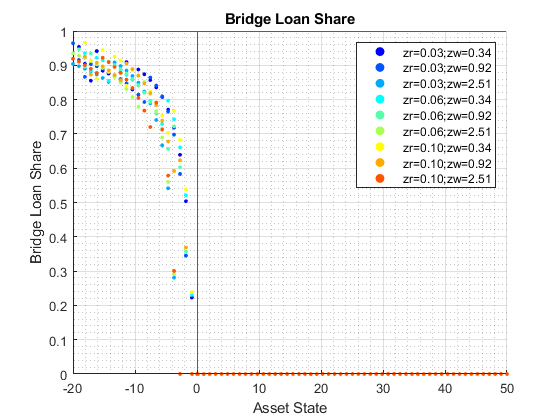 Bridge Loan Share
1
0.9
0.8
0.7
0.6
0.5
0.4
0.3
0.2
0.1
0
Bridge Loan Share
zr=0.03;zw=0.34
zr=0.03;zw=0.92
zr=0.03;zw=2.51
zr=0.06;zw=0.34
zr=0.06;zw=0.92
zr=0.06;zw=2.51
zr=0.10;zw=0.34
zr=0.10;zw=0.92
zr=0.10;zw=2.51
-20 -10 0 10 20 30 40 50
Asset State